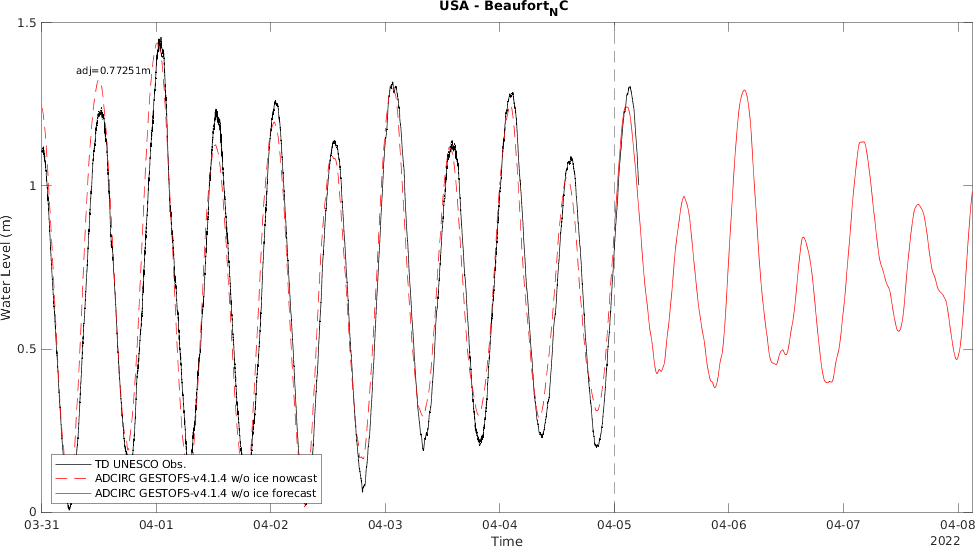 USA - Beaufort_NC
1.5
adj=0.77251m
1
Water Level (m)
0.5
TD UNESCO Obs.
ADCIRC GESTOFS-v4.1.4 w/o ice nowcast
ADCIRC GESTOFS-v4.1.4 w/o ice forecast
0
03-31 04-01 04-02 04-03 04-04 04-05 04-06 04-07 04-08
Time 2022